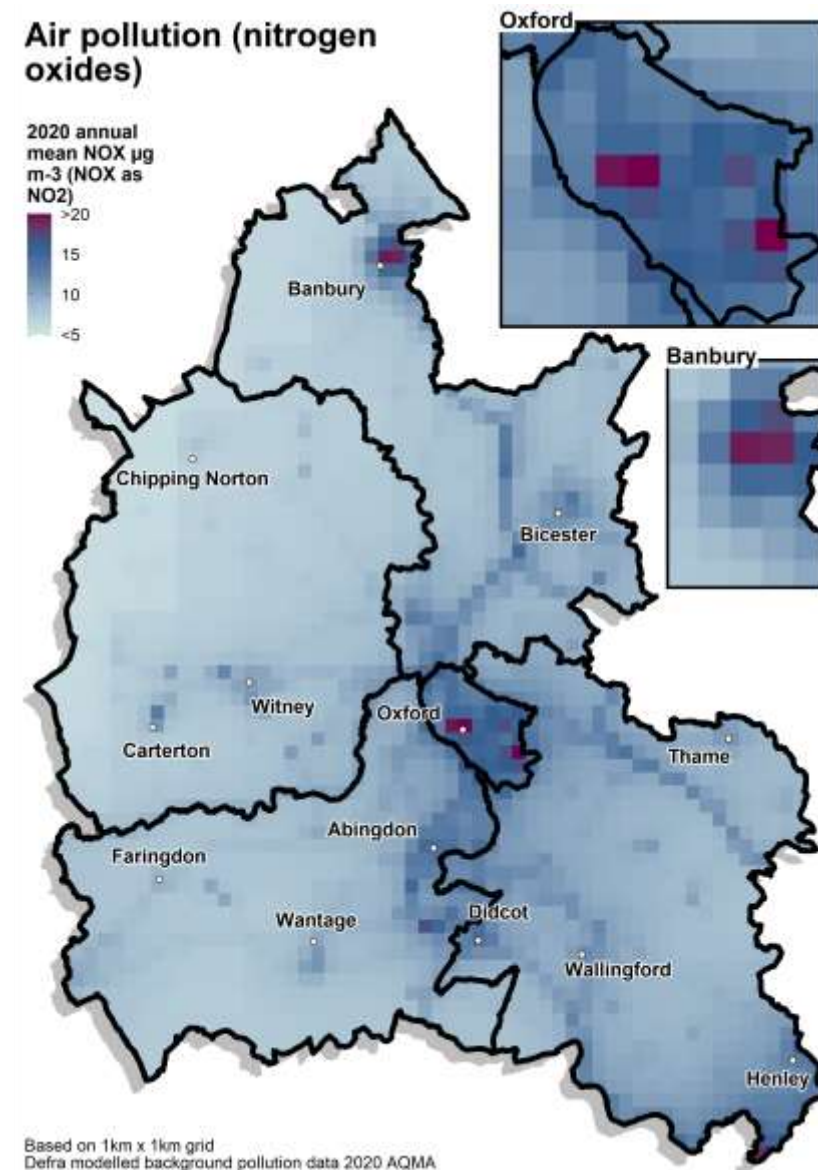 Air pollution (nitrogen
oxides)
2020 annual
mean NOX µg
m-3 (NOX as
NO2)
>20
15
10
<5
Oxford
Banbury
Banbury
Chipping Norton
Bicester
Witney
Oxford
Carterton
Thame
Abingdon
Faringdon
Didcot
Wantage
Wallingford
Henley
Based on 1km x 1km grid
Defra modelled background pollution data 2020 AQMA